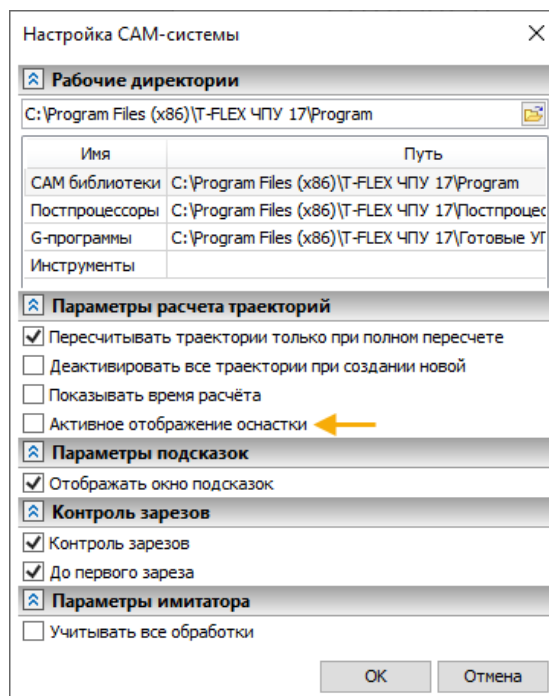 Настройка САМ-системы
Рабочие директории
C:\Program Files (x86)\T-FLEX ЧПУ 17\Program
Имя Путь
САМ библиотеки C:\Program Files (x86)\T-FLEX ЧПУ 17\Program
Постпроцессоры C:\Program Files (x86)\T-FLEX ЧПУ 17\Постпроцес
G-программы C:\Program Files (x86)\T-FLEX ЧПУ 17\Готовые УГ
Инструменты
Параметры расчета траекторий
Пересчитывать траектории только при полном пересчете
Деактивировать все траектории при создании новой
Показывать время расчёта
Активное отображение оснастки
Параметры подсказок
Отображать окно подсказок
Контроль зарезов
Контроль зарезов
До первого зареза
Параметры имитатора
Учитывать все обработки
ОК Отмена